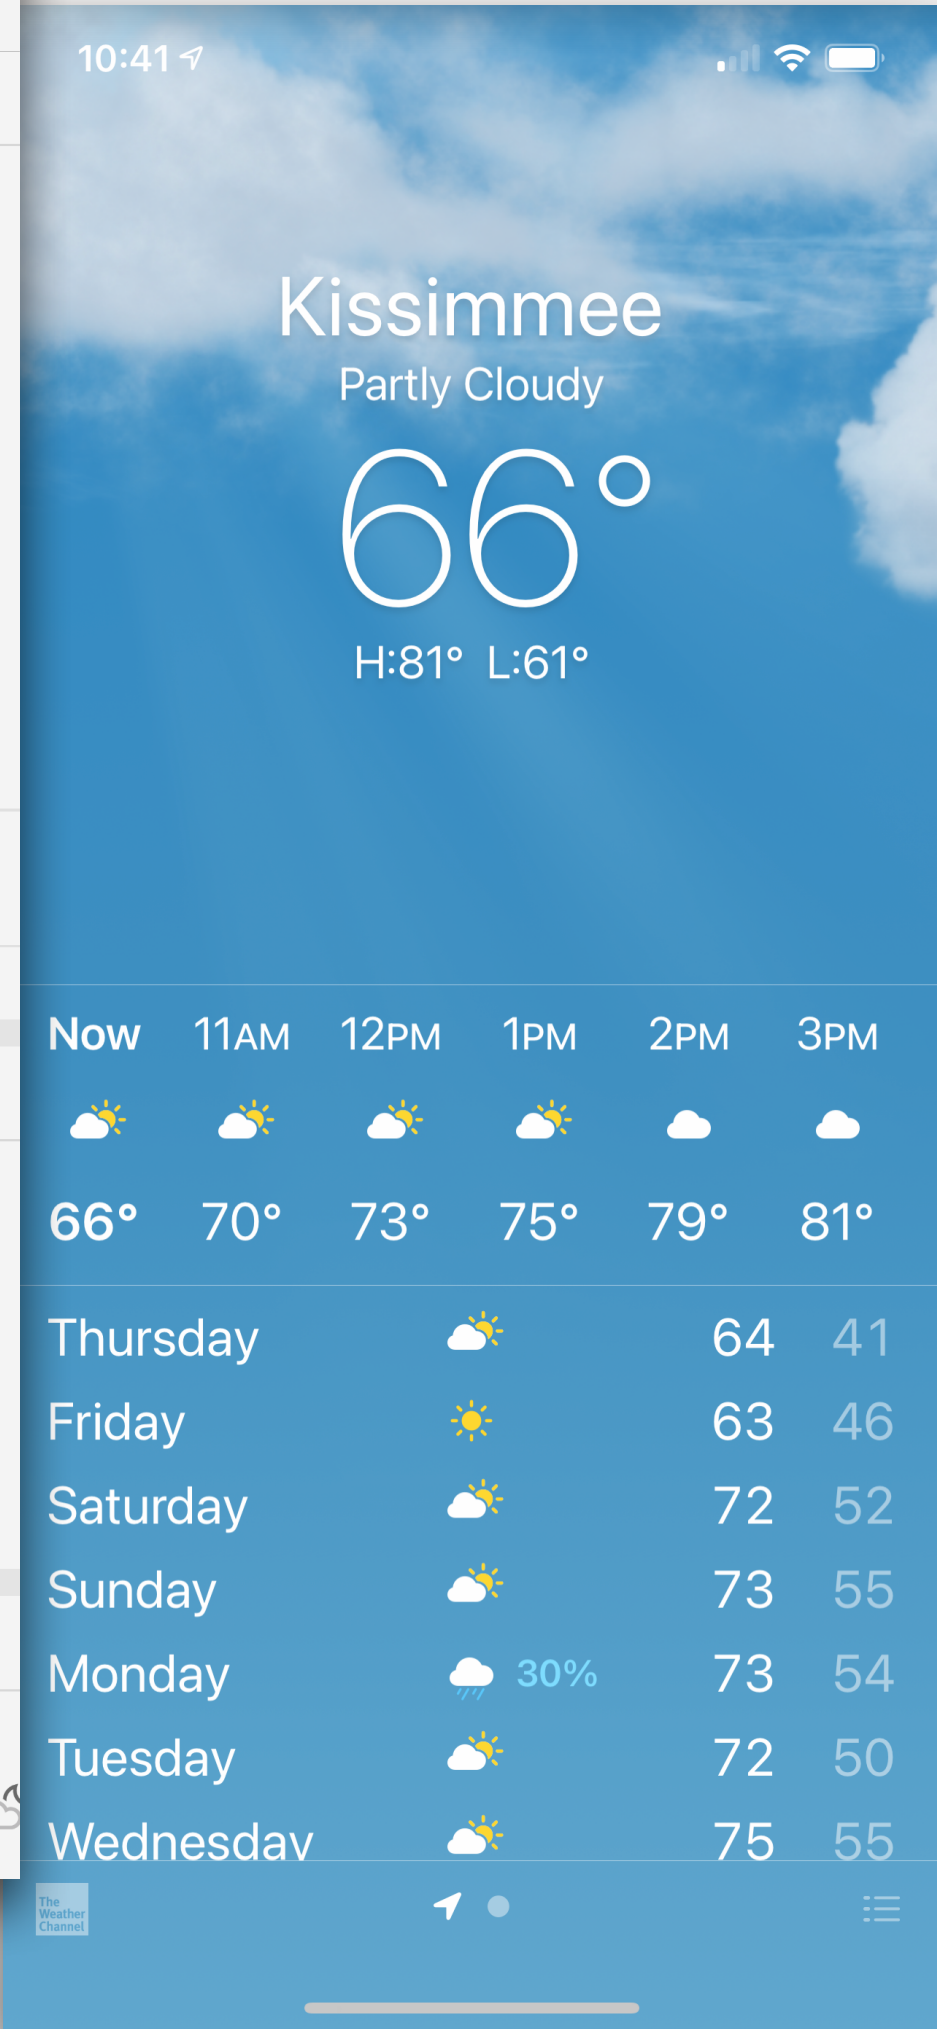 10:41
Kissimmee
Partly Cloudy
66°
H:81° L:61°
Now 11AM 12PM 1PM 2PM 3PM
66° 70° 73° 75° 79° 81°
Thursday 64 41
Friday 63 46
Saturday 72 52
Sunday 73 55
Monday 30% 73 54
Tuesday 72 50
Wednesday 75 55
The
Weather
Channel